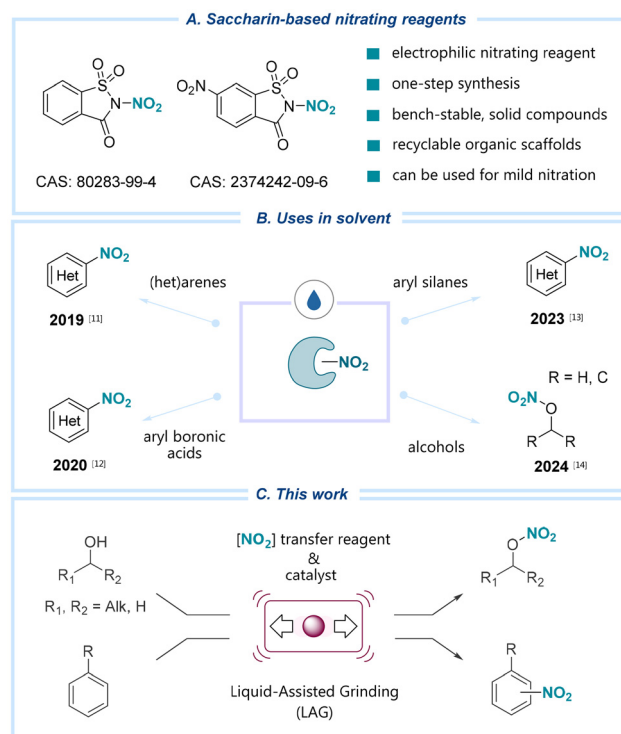 A. Saccharin-based nitrating reagents
O
O
S
N–NO₂
O
O₂N
O
O
S
N–NO₂
O
CAS: 80283-99-4
CAS: 2374242-09-6
electrophilic nitrating reagent
one-step synthesis
bench-stable, solid compounds
recyclable organic scaffolds
can be used for mild nitration
B. Uses in solvent
NO₂
Het
2019 [11]
(het)arenes
aryl silanes
NO₂
Het
2023 [13]
NO₂
NO₂
Het
2020 [12]
aryl boronic
acids
alcohols
R = H, C
O₂N
O
R R
2024 [14]
C. This work
OH
R₁ R₂
R₁, R₂ = Alk, H
R
[NO₂] transfer reagent
&
catalyst
Liquid-Assisted Grinding
(LAG)
O NO₂
R₁ R₂
R
NO₂